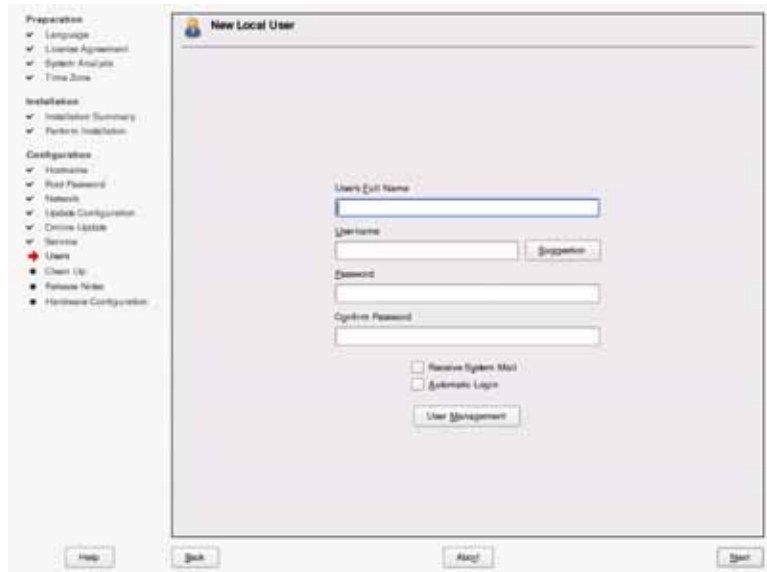 Preparation
Language
License Agreement
System Analysis
Time Zone
Installation
Installation Summary
Perform Installation
Configuration
Hostname
Root Password
Network
Update Configuration
Online Update
Service
Users
Clean Up
Release Notes
Hardware Configuration
New Local User
User's Full Name
Username
Suggestion
Password
Confirm Password
Receive System Mail
Automatic Login
User Management
Help
Back
About
Next